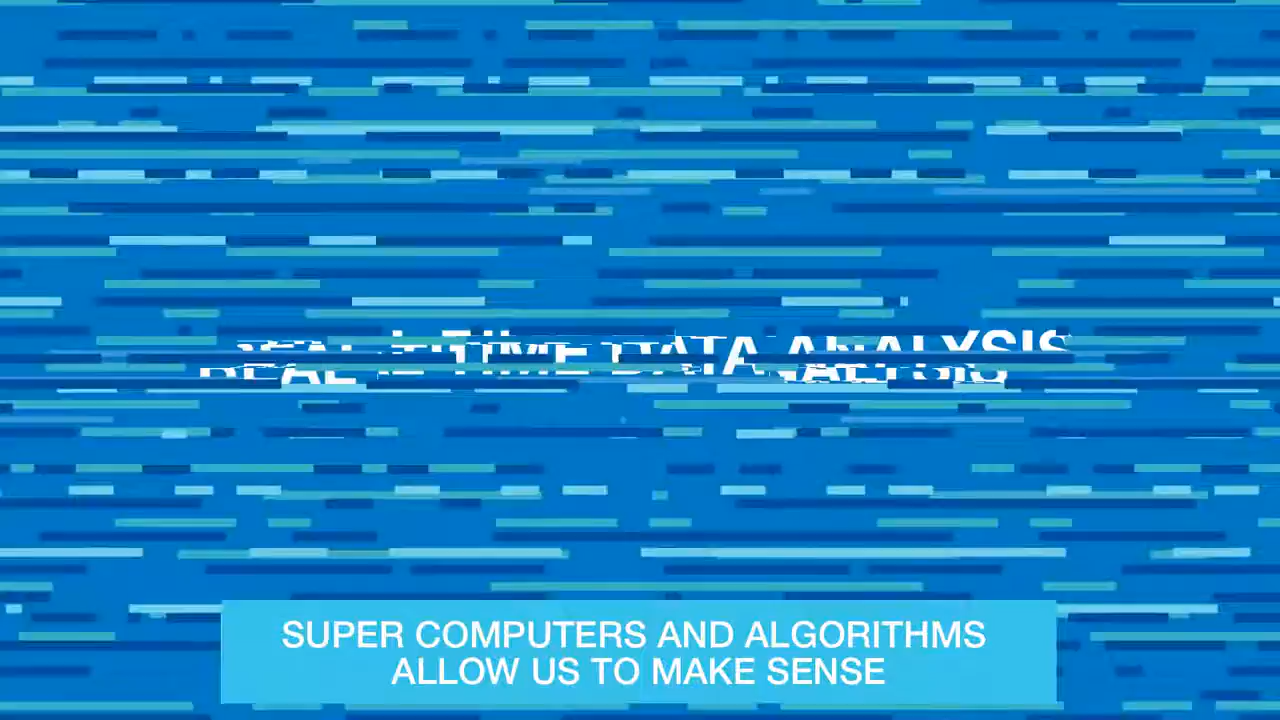 REAL-TIME DATA ANALYSIS
SUPER COMPUTERS AND ALGORITHMS
ALLOW US TO MAKE SENSE